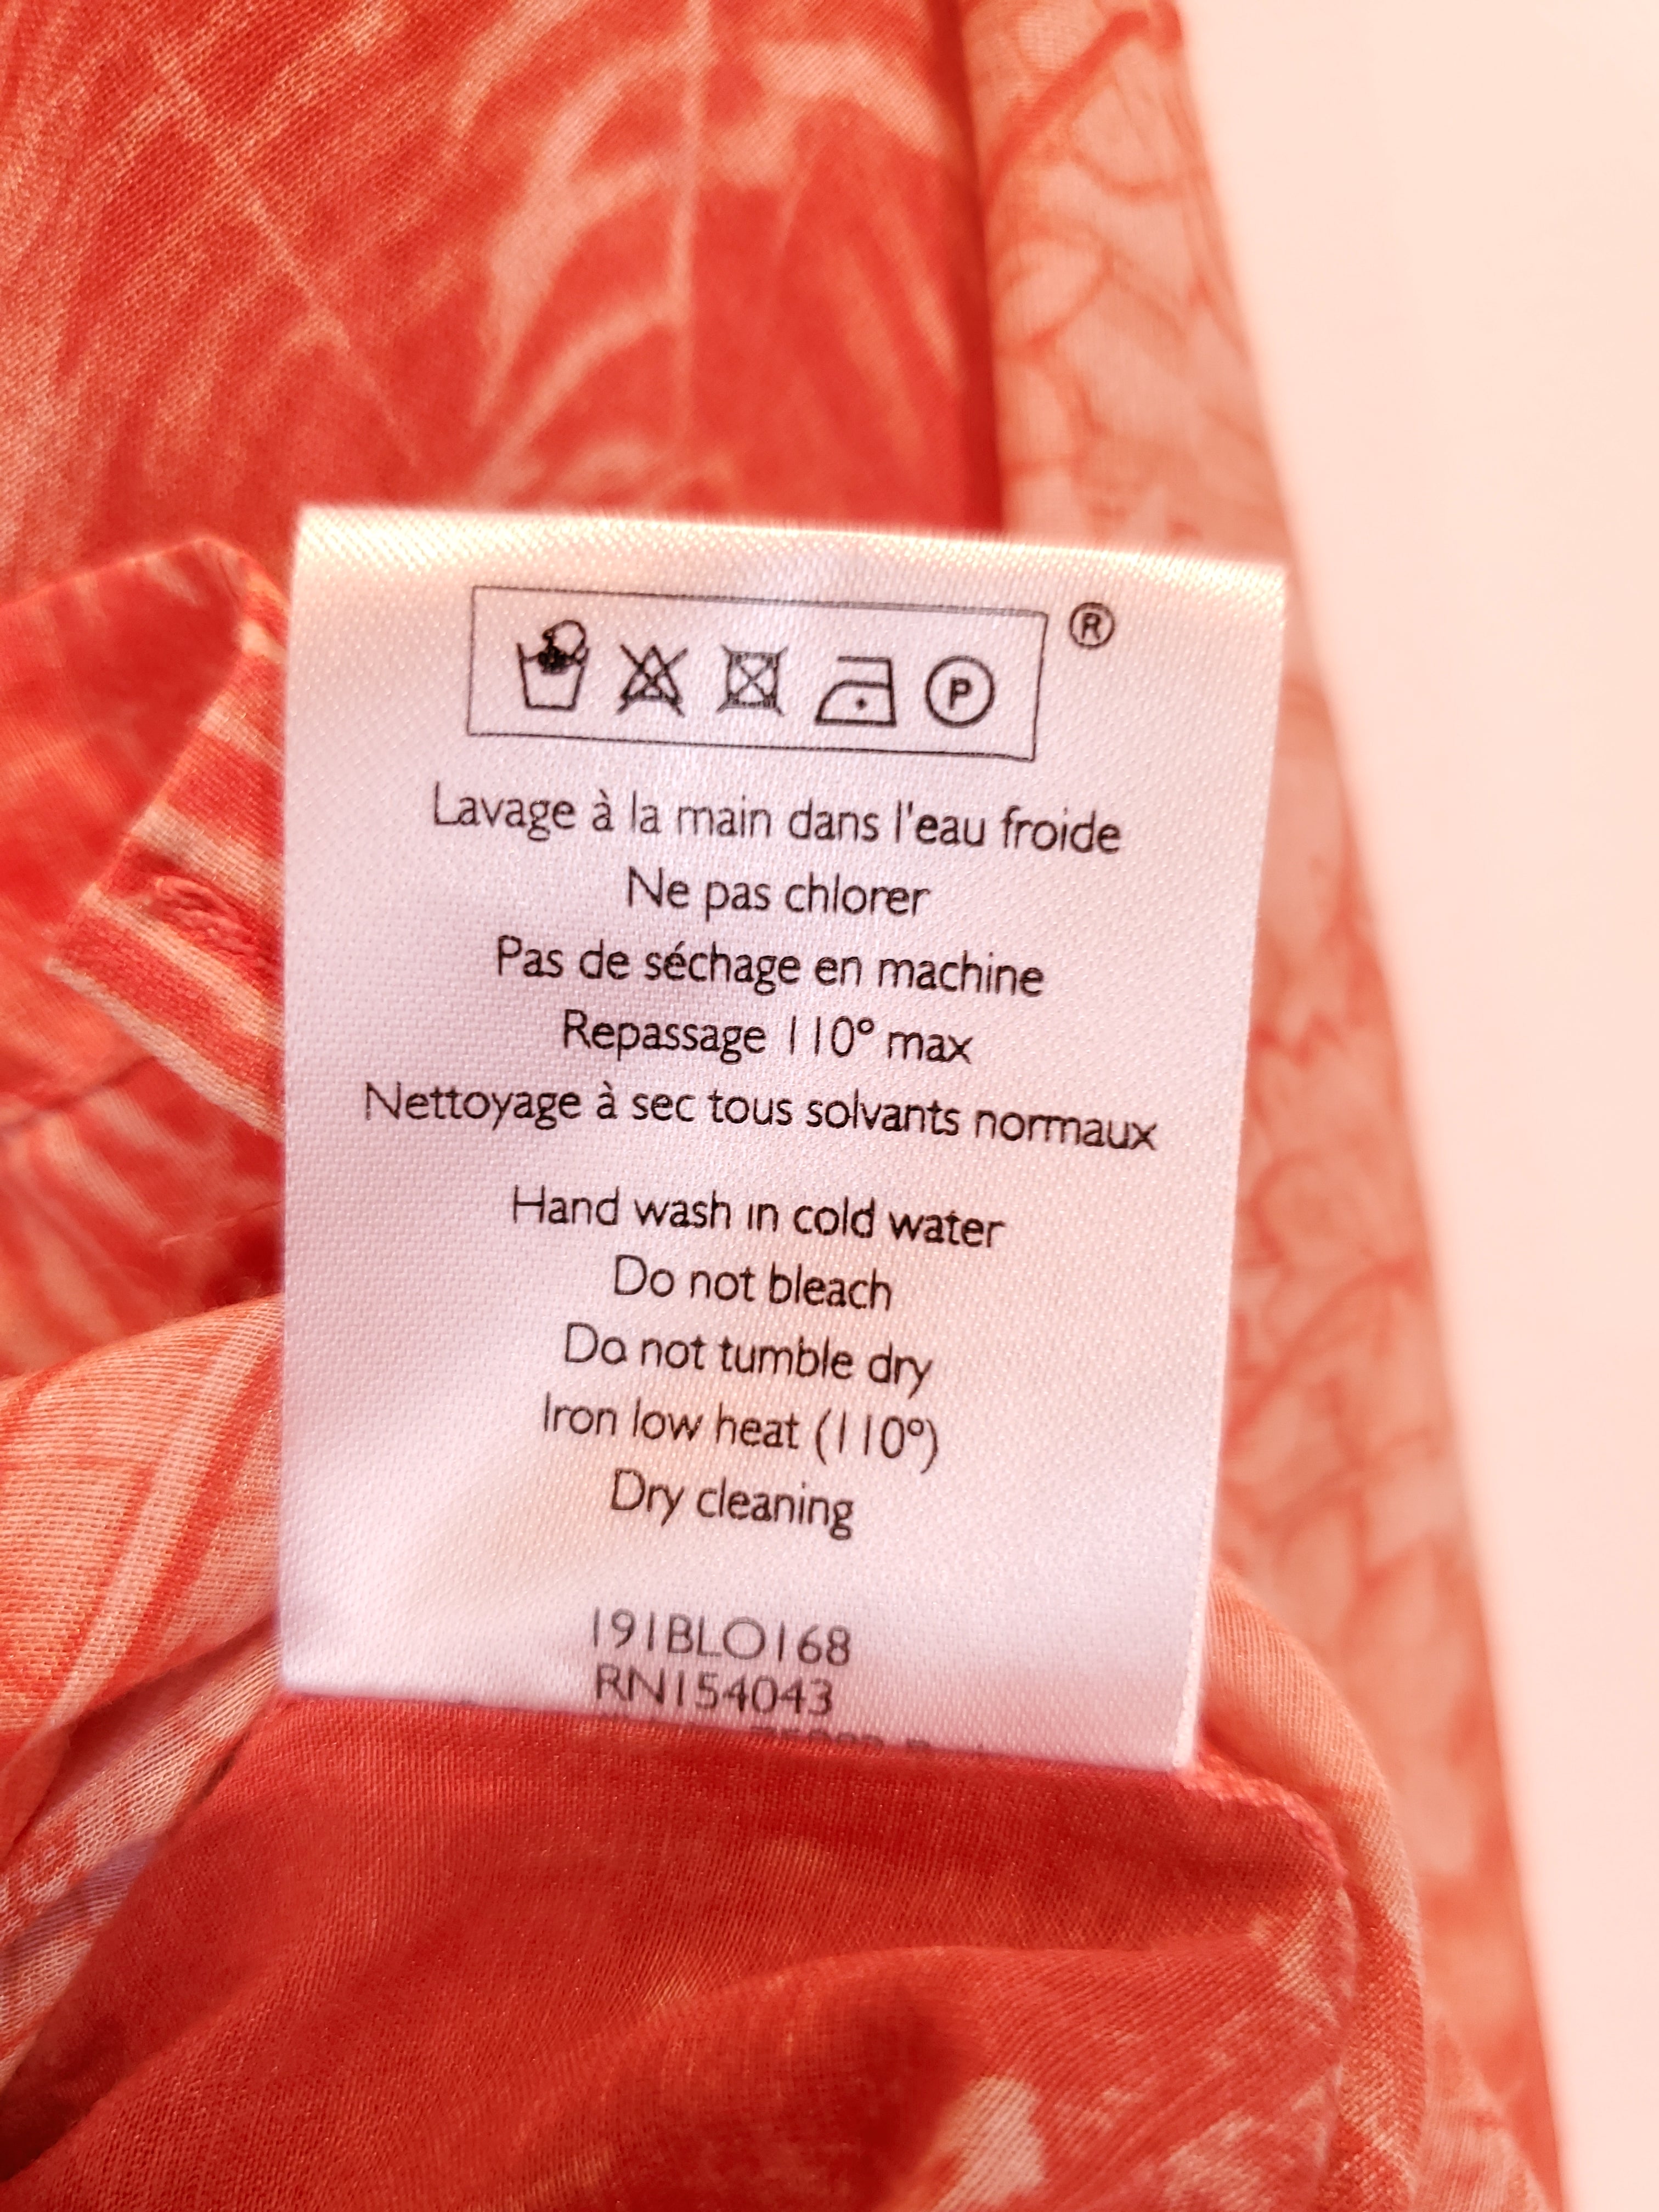 ®
P
Lavage à la main dans l'eau froide
Ne pas chlorer
Pas de séchage en machine
Repassage 110° max
Nettoyage à sec tous solvants normaux
Hand wash in cold water
Do not bleach
Do not tumble dry
Iron low heat (110°)
Dry cleaning
191BLO168
RN154043